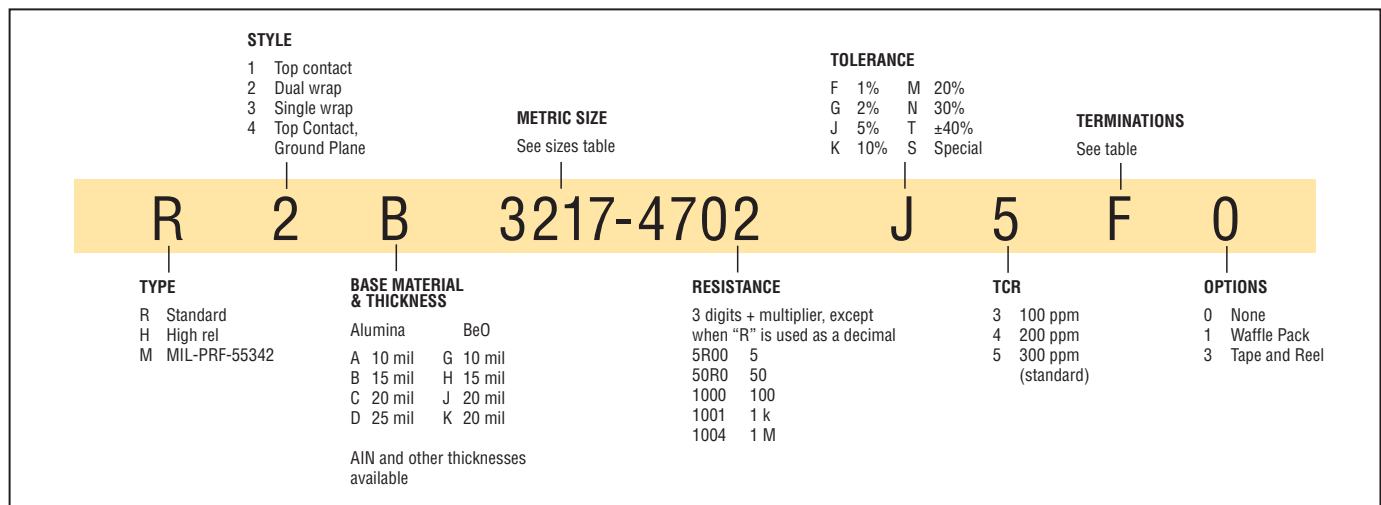 STYLE
1 Top contact
2 Dual wrap
3 Single wrap
4 Top Contact,
Ground Plane
METRIC SIZE
See sizes table
TOLERANCE
F 1% M 20%
G 2% N 30%
J 5% T ±40%
K 10% S Special
TERMINATIONS
See table
R 2 B 3217-4702 J 5 F 0
TYPE
R Standard
H High rel
M MIL-PRF-55342
BASE MATERIAL
& THICKNESS
Alumina BeO
A 10 mil G 10 mil
B 15 mil H 15 mil
C 20 mil J 20 mil
D 25 mil K 20 mil
AIN and other thicknesses
available
RESISTANCE
3 digits + multiplier, except
when “R” is used as a decimal
5R00 5
50R0 50
1000 100
1001 1 k
1004 1 M
TCR
3 100 ppm
4 200 ppm
5 300 ppm
(standard)
OPTIONS
0 None
1 Waffle Pack
3 Tape and Reel